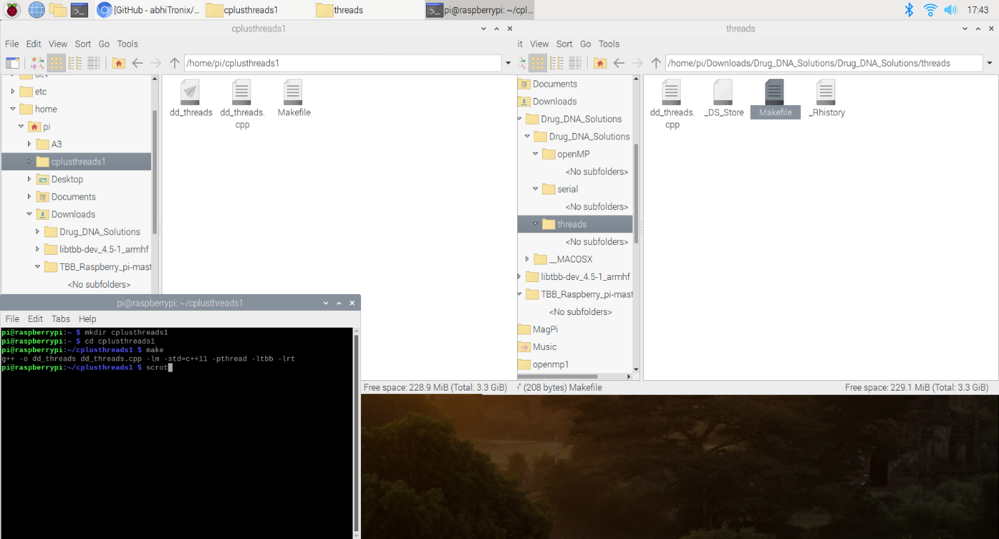 [GitHub - abhiTronix/...
cplusthreads1
threads
pi@raspberrypi: ~/cpl...
17:43
cplusthreads1
File Edit View Sort Go Tools
/home/pi/cplusthreads1
dev
etc
home
pi
A3
cplusthreads1
Desktop
Documents
Downloads
Drug_DNA_Solutions
libtbb-dev_4.5-1_armhf
TBB_Raspberry_pi-mast
<No subfolders>
dd_threads
dd_threads.
cpp
Makefile
Free space: 228.9 MiB (Total: 3.3 GiB)
threads
it View Sort Go Tools
/home/pi/Downloads/Drug_DNA_Solutions/Drug_DNA_Solutions/threads
Documents
Downloads
Drug_DNA_Solutions
Drug_DNA_Solutions
openMP
<No subfolders>
serial
<No subfolders>
threads
<No subfolders>
__MACOSX
libtbb-dev_4.5-1_armhf
TBB_Raspberry_pi-mast
<No subfolders>
MagPi
Music
openmp1
dd_threads.
cpp
_DS_Store
Makefile
_Rhistory
e" (208 bytes) Makefile
Free space: 229.1 MiB (Total: 3.3 GiB)
pi@raspberrypi: ~/cplusthreads1
File Edit Tabs Help
pi@raspberrypi:~ $ mkdir cplusthreads1
pi@raspberrypi:~ $ cd cplusthreads1
pi@raspberrypi:~/cplusthreads1 $ make
g++ -o dd_threads dd_threads.cpp -lm -std=c++11 -pthread -ltbb -lrt
pi@raspberrypi:~/cplusthreads1 $ scrot